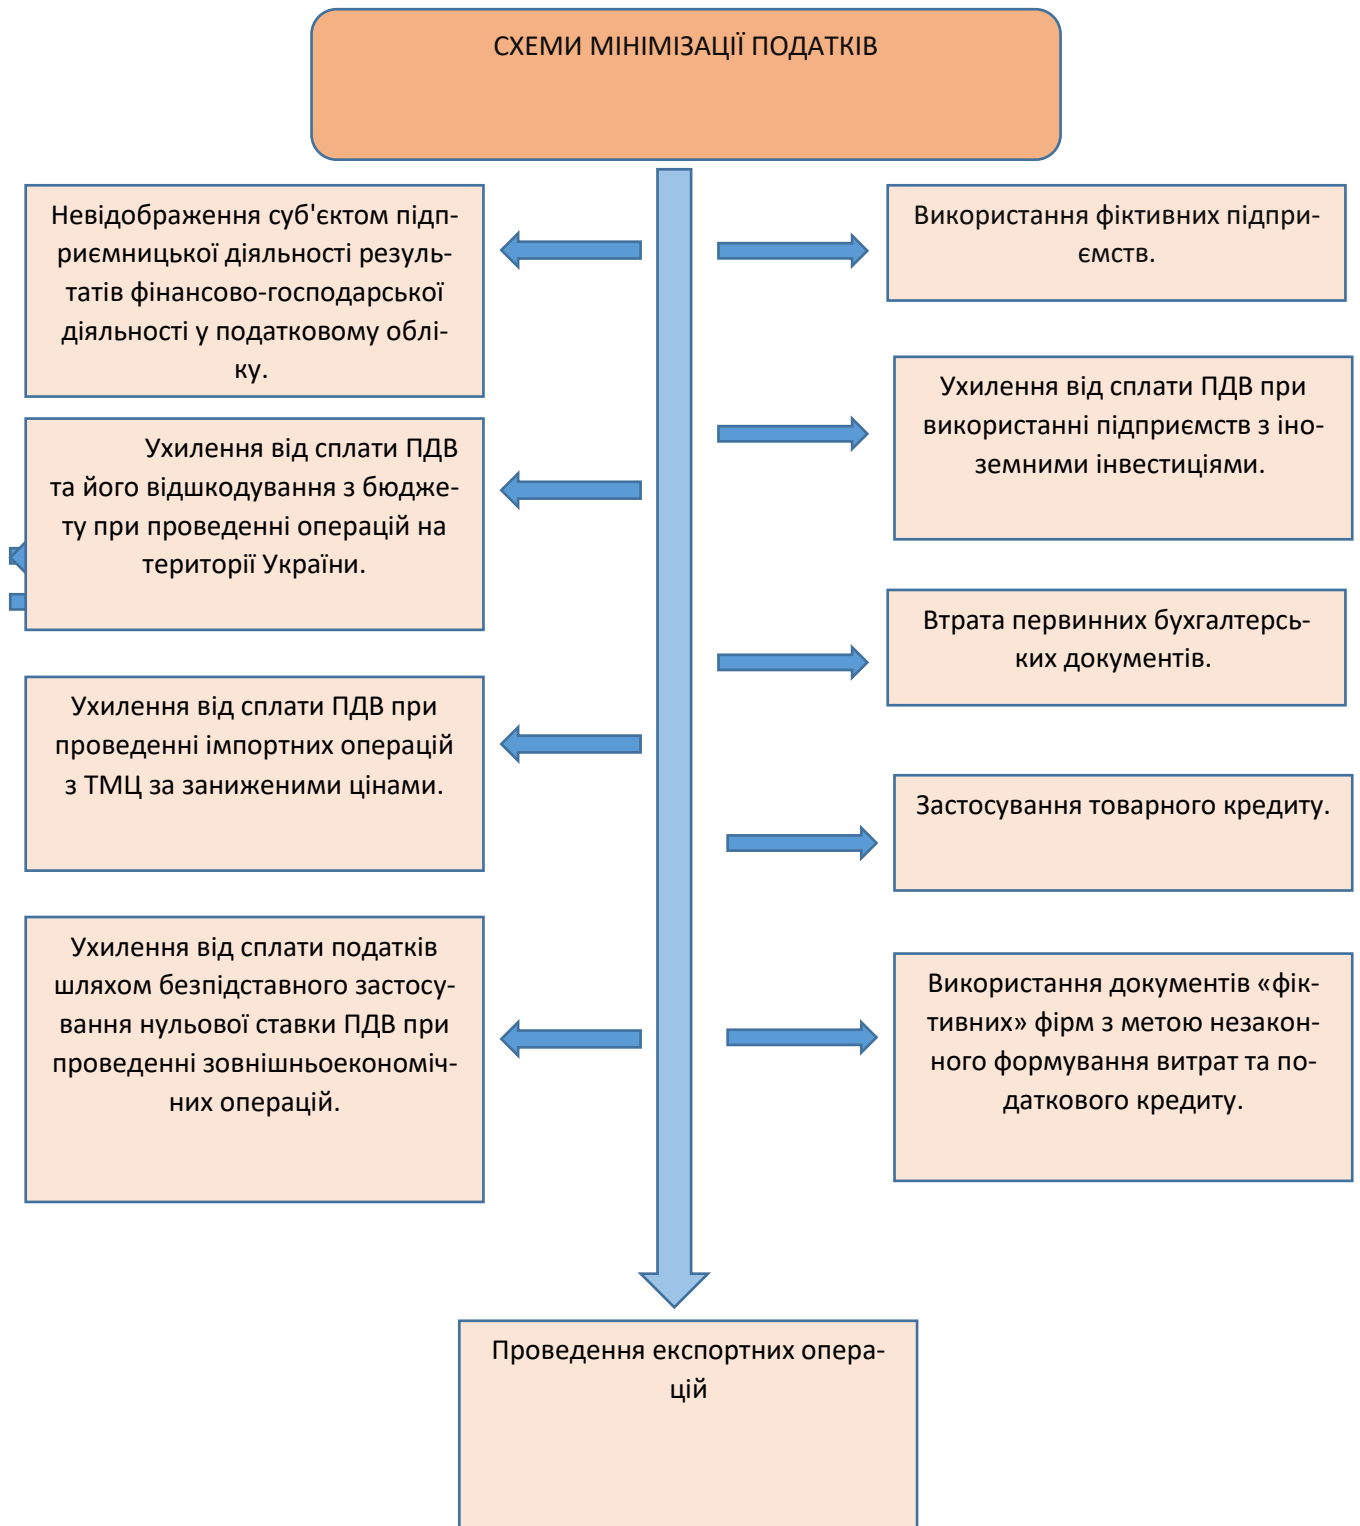 СХЕМИ МІНІМІЗАЦІЇ ПОДАТКІВ
Невідображення суб'єктом підп-
риємницької діяльності резуль-
татів фінансово-господарської
діяльності у податковому облі-
ку.
Ухилення від сплати ПДВ
та його відшкодування з бюдже-
ту при проведенні операцій на
території України.
Ухилення від сплати ПДВ при
проведенні імпортних операцій
з ТМЦ за заниженими цінами.
Ухилення від сплати податків
шляхом безпідставного застосу-
вання нульової ставки ПДВ при
проведенні зовнішньоекономіч-
них операцій.
Використання фіктивних підпри-
ємств.
Ухилення від сплати ПДВ при
використанні підприємств з іно-
земними інвестиціями.
Втрата первинних бухгалтерсь-
ких документів.
Застосування товарного кредиту.
Використання документів «фік-
тивних» фірм з метою незакон-
ного формування витрат та по-
даткового кредиту.
Проведення експортних опера-
цій